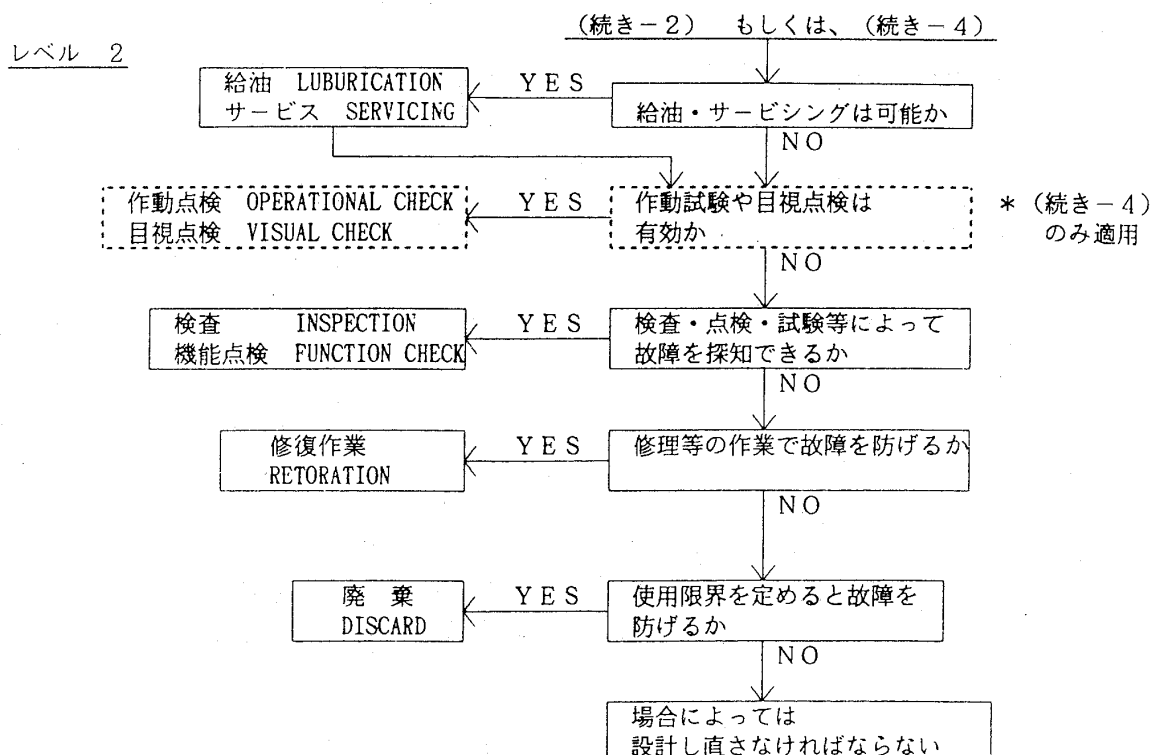 (続き-2) もしくは、(続き-4)
レベル 2
給油 LUBURICATION
サービス SERVICING
YES
給油・サービシングは可能か
NO
作動点検 OPERATIONAL CHECK
目視点検 VISUAL CHECK
YES
作動試験や目視点検は
有効か
* (続き-4)
のみ適用
NO
検査 INSPECTION
機能点検 FUNCTION CHECK
YES
検査・点検・試験等によって
故障を探知できるか
NO
修復作業
RETORATION
YES
修理等の作業で故障を防げるか
NO
廃棄
DISCARD
YES
使用限界を定めると故障を
防げるか
NO
場合によっては
設計し直さなければならない